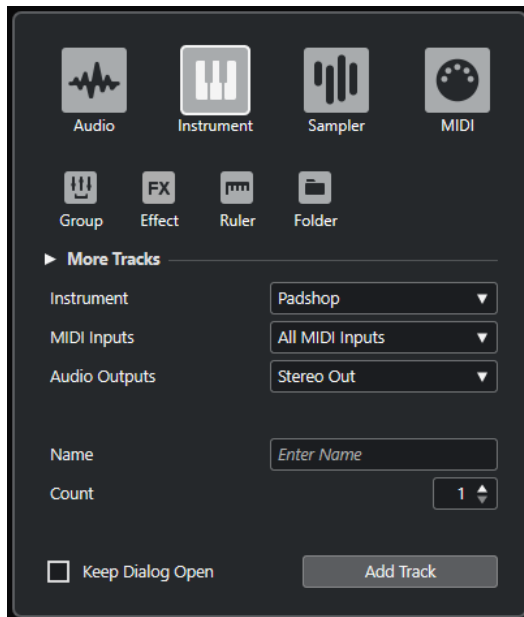 Audio Instrument Sampler MIDI
FX
Group Effect Ruler Folder
More Tracks
Instrument Padshop
MIDI Inputs All MIDI Inputs
Audio Outputs Stereo Out
Name Enter Name
Count 1
Keep Dialog Open Add Track